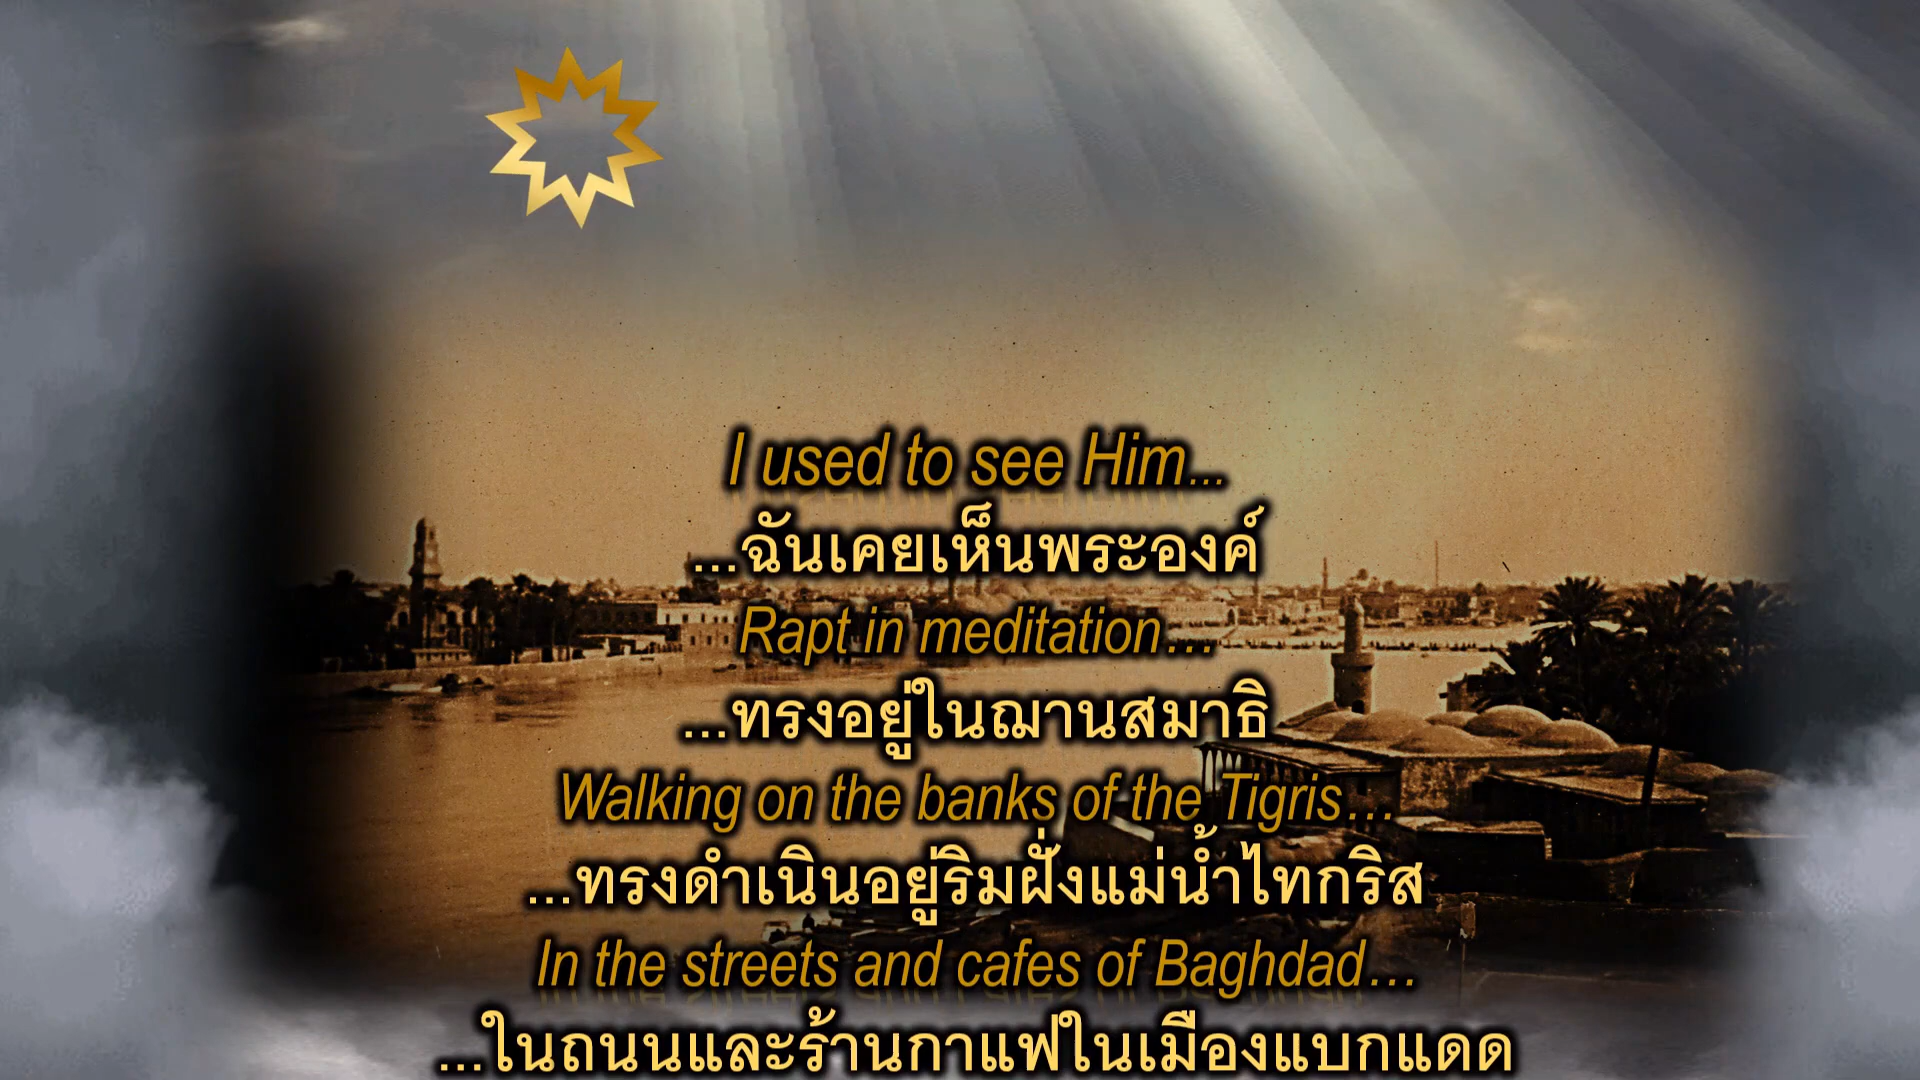 I used to see Him...
...ฉันเคยเห็นพระองค์
Rapt in meditation…
...ทรงอยู่ในฌานสมาธิ
Walking on the banks of the Tigris…
...ทรงดำเนินอยู่ริมฝั่งแม่น้ำไทกริส
In the streets and cafes of Baghdad…
...ในถนนและร้านกาแฟในเมืองแบกแดด